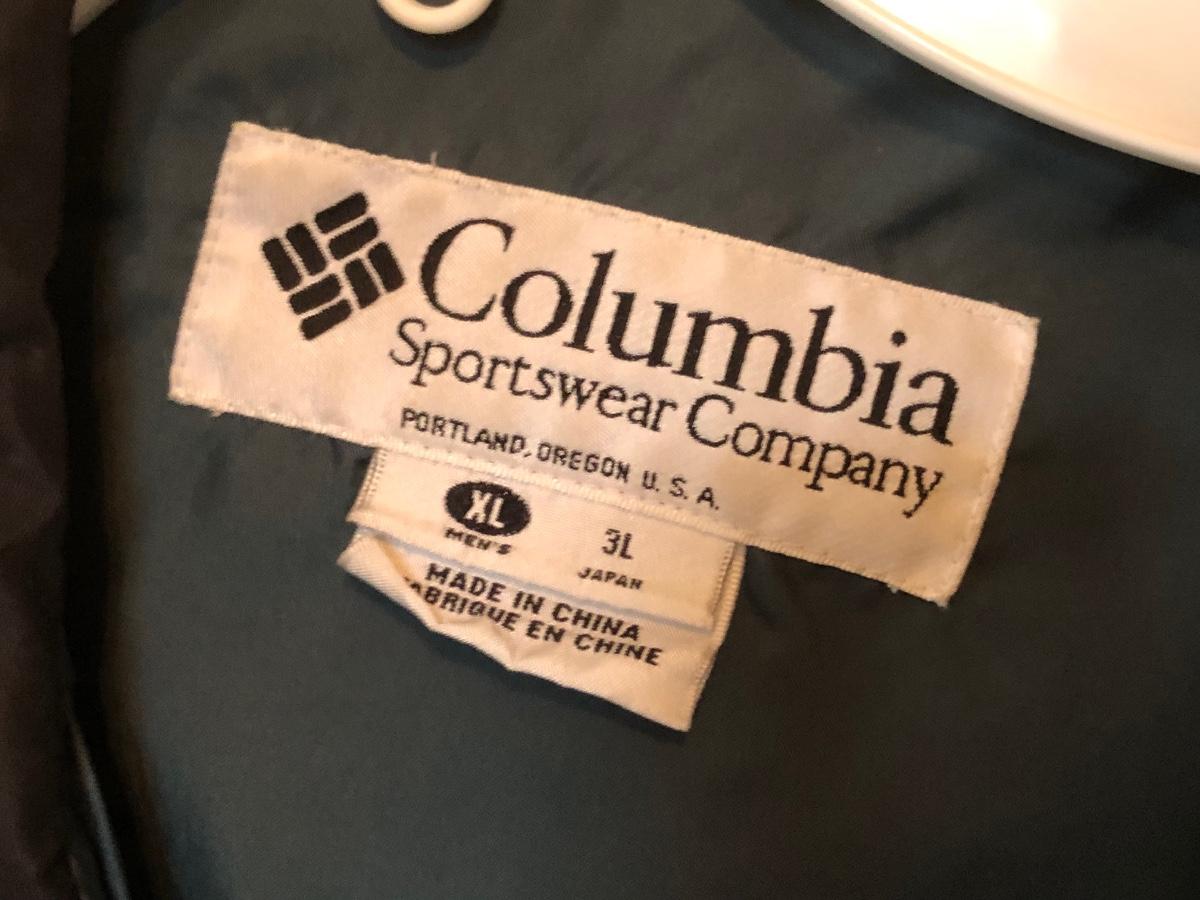 Columbia
Sportswear Company
PORTLAND, OREGON U.S.A.
XL 3L
MEN'S JAPAN
MADE IN CHINA
FABRIQUE EN CHINE